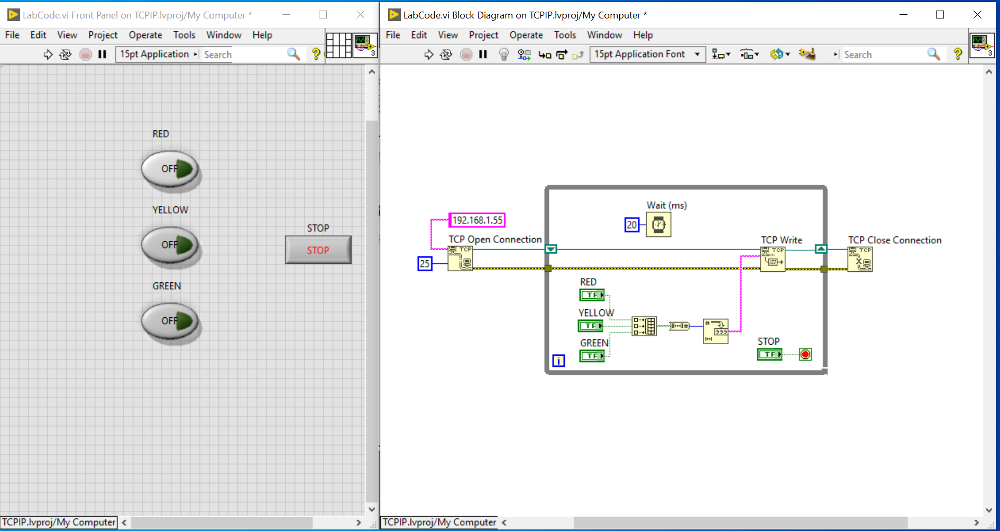 LabCode.vi Front Panel on TCPIP.lvproj/My Computer *
File Edit View Project Operate Tools Window Help
15pt Application
Search
?
3
RED
OFF
YELLOW
OFF
STOP
STOP
GREEN
OFF
TCPIP.lvproj/My Computer
LabCode.vi Block Diagram on TCPIP.lvproj/My Computer *
File Edit View Project Operate Tools Window Help
15pt Application Font
Search
?
3
Wait (ms)
20
192.168.1.55
TCP Open Connection
TCP
25
TCP Write
TCP
TCP Close Connection
TCP
RED
TF
YELLOW
TF
GREEN
TF
[...]#
#
999
STOP
TF
i
TCPIP.lvproj/My Computer